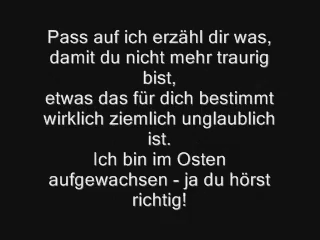 Pass auf ich erzähl dir was,
damit du nicht mehr traurig
bist,
etwas das für dich bestimmt
wirklich ziemlich unglaublich
ist.
Ich bin im Osten
aufgewachsen - ja du hörst
richtig!